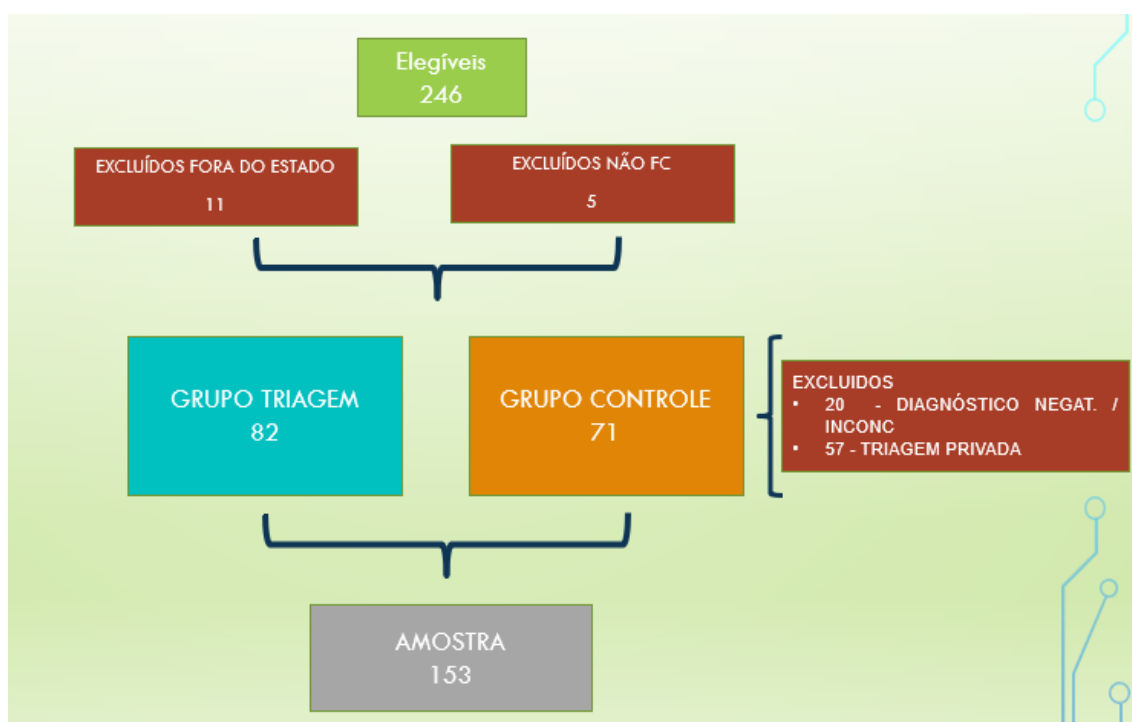 Elegíveis
246
EXCLUÍDOS FORA DO ESTADO
11
EXCLUÍDOS NÃO FC
5
GRUPO TRIAGEM
82
GRUPO CONTROLE
71
EXCLUIDOS
• 20 - DIAGNÓSTICO NEGAT. /
INCONC
• 57 - TRIAGEM PRIVADA
AMOSTRA
153